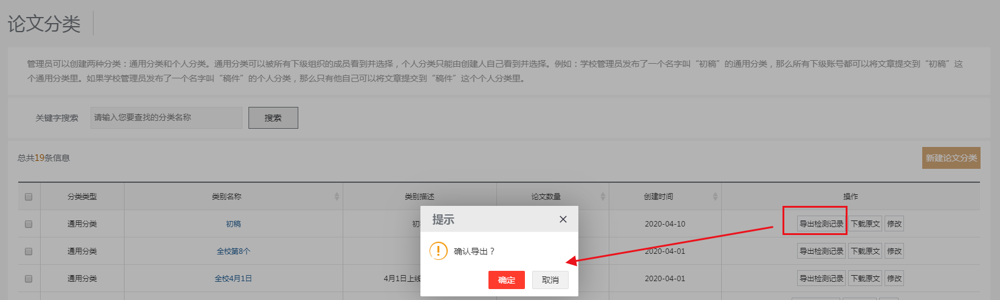 论文分类
管理员可以创建两种分类：通用分类和个人分类。通用分类可以被所有下级组织的成员看到并选择，个人分类只能由创建人自己看到并选择。例如：学校管理员发布了一个名字叫“初稿”的通用分类，那么所有下级账号都可以将文章提交到“初稿”这
个通用分类里。如果学校管理员发布了一个名字叫“稿件”的个人分类，那么只有他自己可以将文章提交到“稿件”这个个人分类里。
关键字搜索 请输入您要查找的分类名称 搜索
总共19条信息 新建论文分类
分类类型 类别名称 类别描述 论文数量 创建时间 操作
通用分类 初稿 初 2020-04-10 导出检测记录 下载原文 修改
通用分类 全校第8个 2020-04-01 导出检测记录 下载原文 修改
通用分类 全校4月1日 4月1日上线 2020-04-01 导出检测记录 下载原文 修改
提示
确认导出？
确定 取消